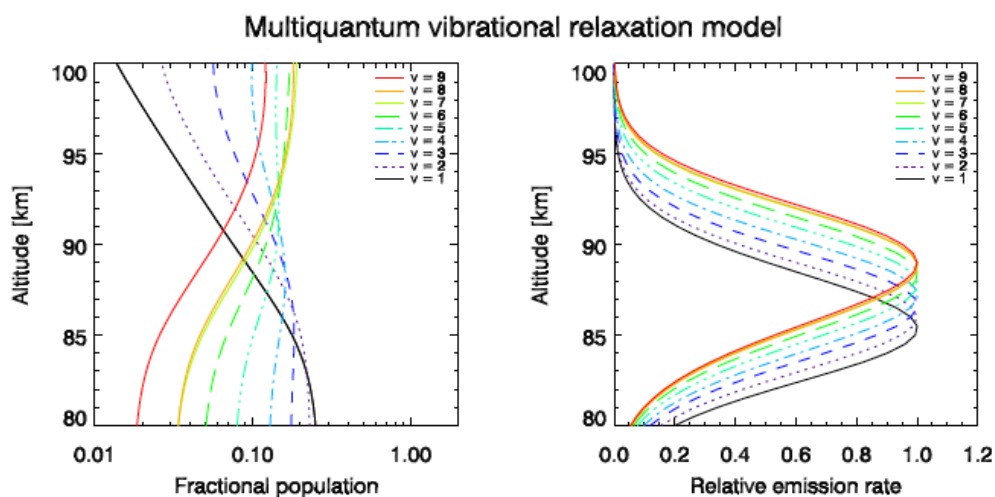 Multiquantum vibrational relaxation model
100
95
90
85
80
Altitude [km]
v = 9
v = 8
v = 7
v = 6
v = 5
v = 4
v = 3
v = 2
v = 1
0.01 0.10 1.00
Fractional population
100
95
90
85
80
Altitude [km]
v = 9
v = 8
v = 7
v = 6
v = 5
v = 4
v = 3
v = 2
v = 1
0.0 0.2 0.4 0.6 0.8 1.0 1.2
Relative emission rate